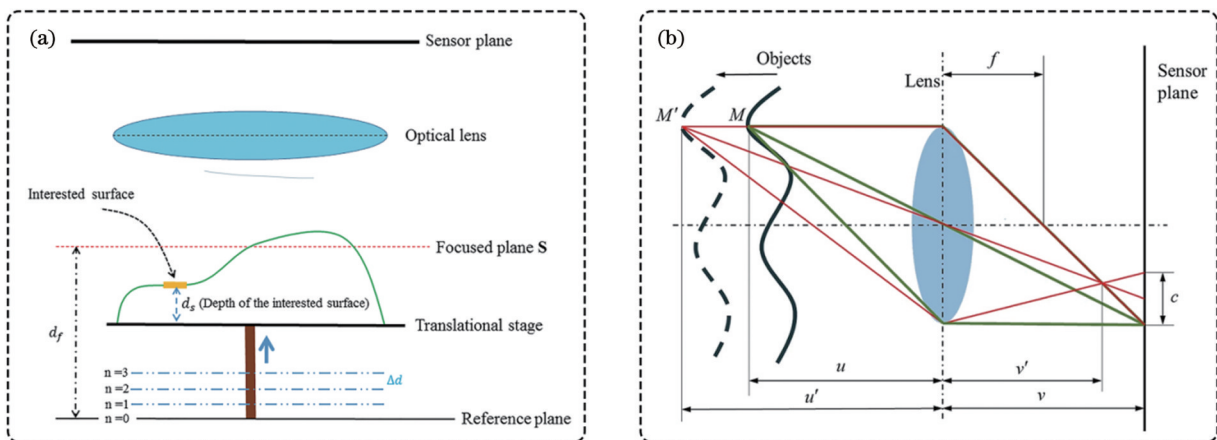 (a)
Sensor plane
Optical lens
Interested surface
Focused plane S
d_s (Depth of the interested surface)
d_f
Translational stage
n =3
Δd
n =2
n =1
n =0
Reference plane
(b)
Objects
f
Lens
Sensor plane
M′
M
c
u
v′
u′
v